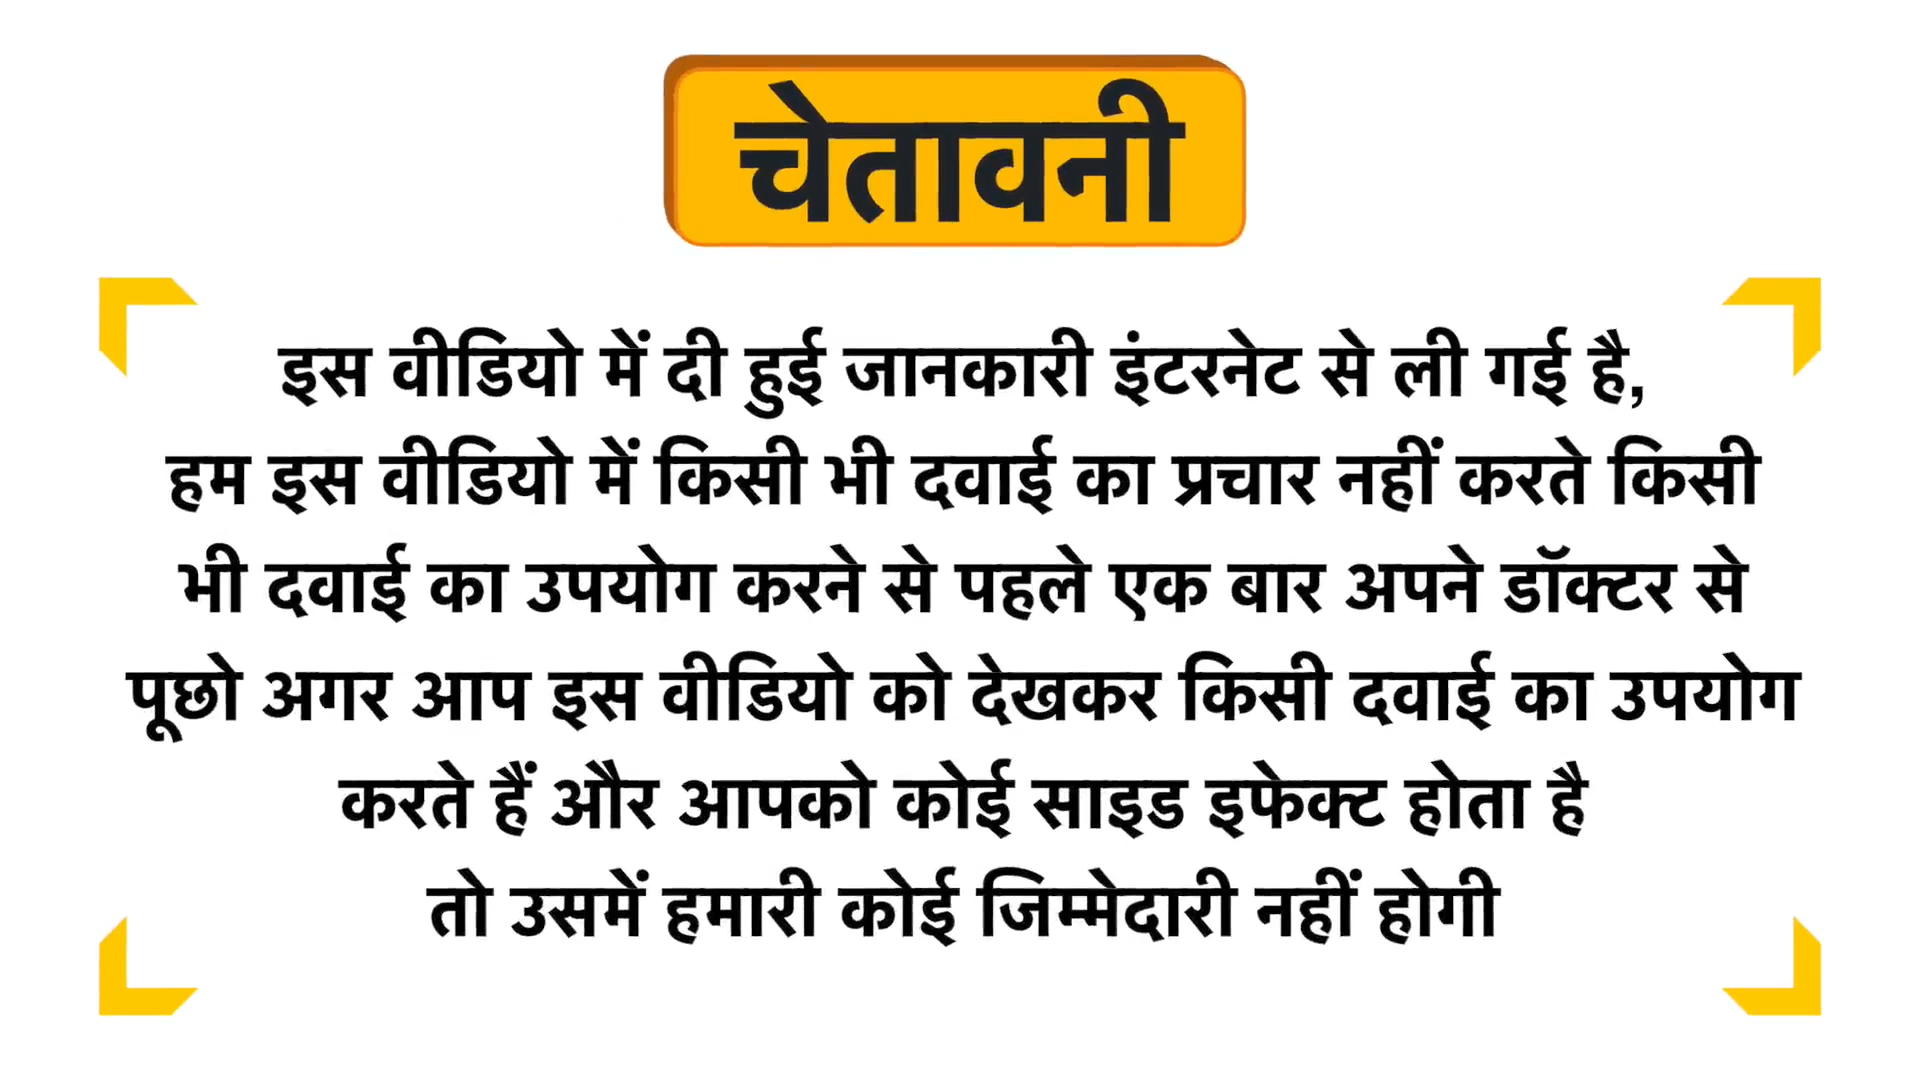 चेतावनी
इस वीडियो में दी हुई जानकारी इंटरनेट से ली गई है,
हम इस वीडियो में किसी भी दवाई का प्रचार नहीं करते किसी
भी दवाई का उपयोग करने से पहले एक बार अपने डॉक्टर से
पूछो अगर आप इस वीडियो को देखकर किसी दवाई का उपयोग
करते हैं और आपको कोई साइड इफेक्ट होता है
तो उसमें हमारी कोई जिम्मेदारी नहीं होगी